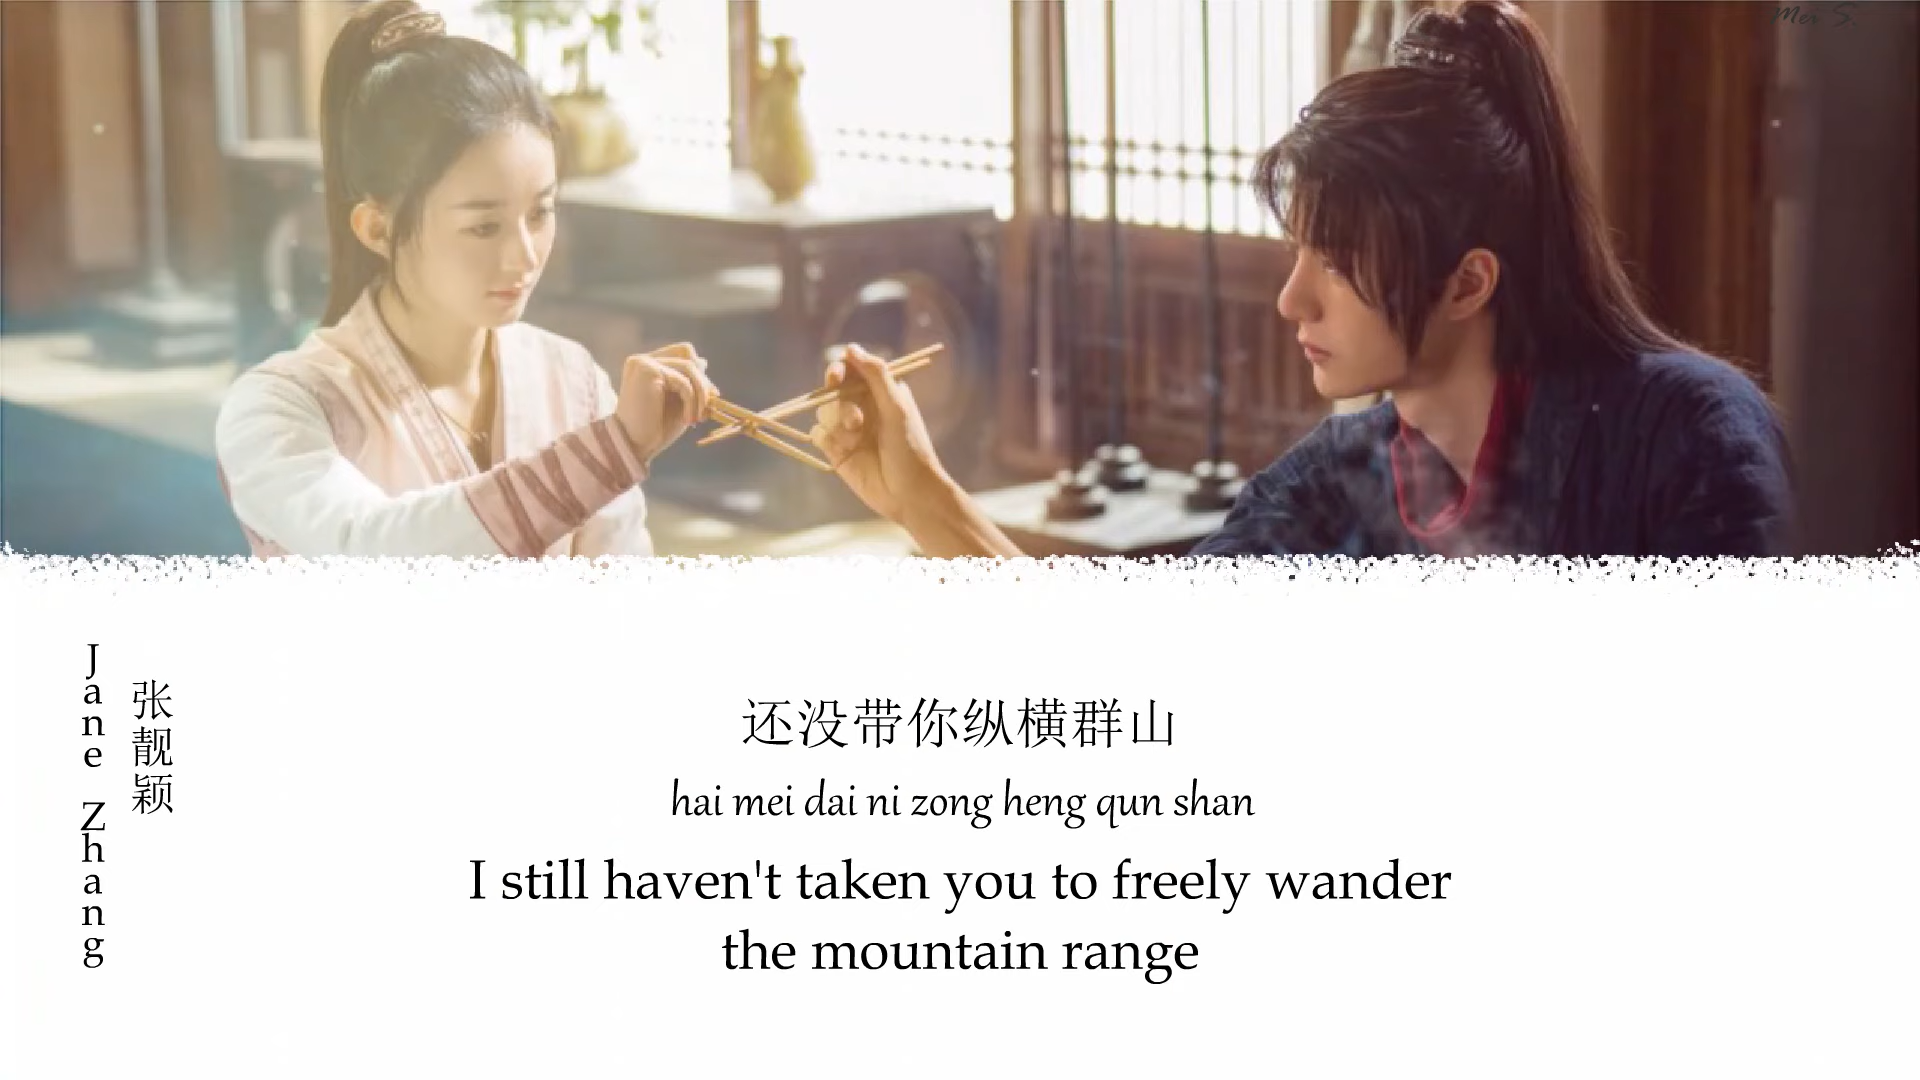 Mei S.
Jane Zhang
张靓颖
还没带你纵横群山
hai mei dai ni zong heng qun shan
I still haven't taken you to freely wander
the mountain range